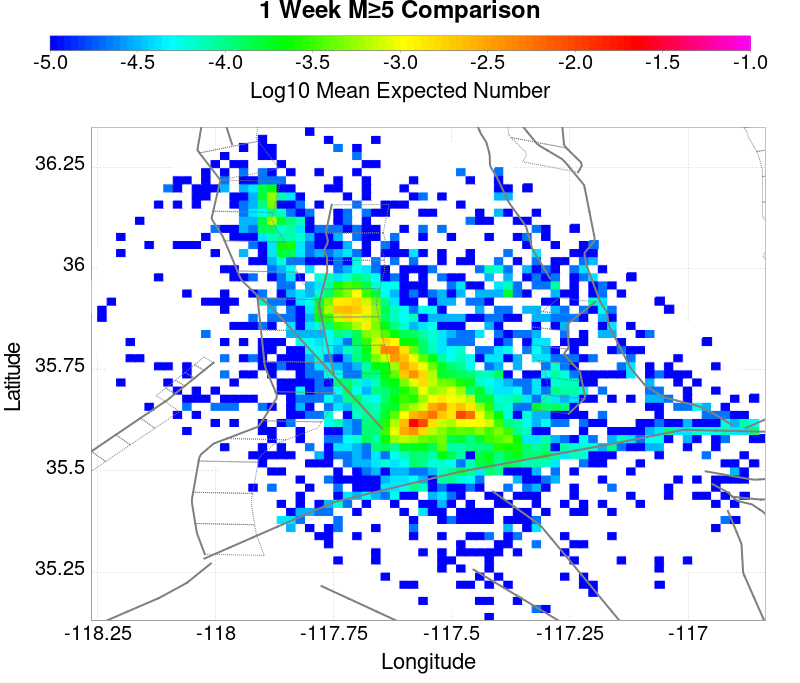 1 Week M≥5 Comparison
-5.0 -4.5 -4.0 -3.5 -3.0 -2.5 -2.0 -1.5 -1.0
Log10 Mean Expected Number
36.25
36
35.75
35.5
35.25
Latitude
-118.25 -118 -117.75 -117.5 -117.25 -117
Longitude